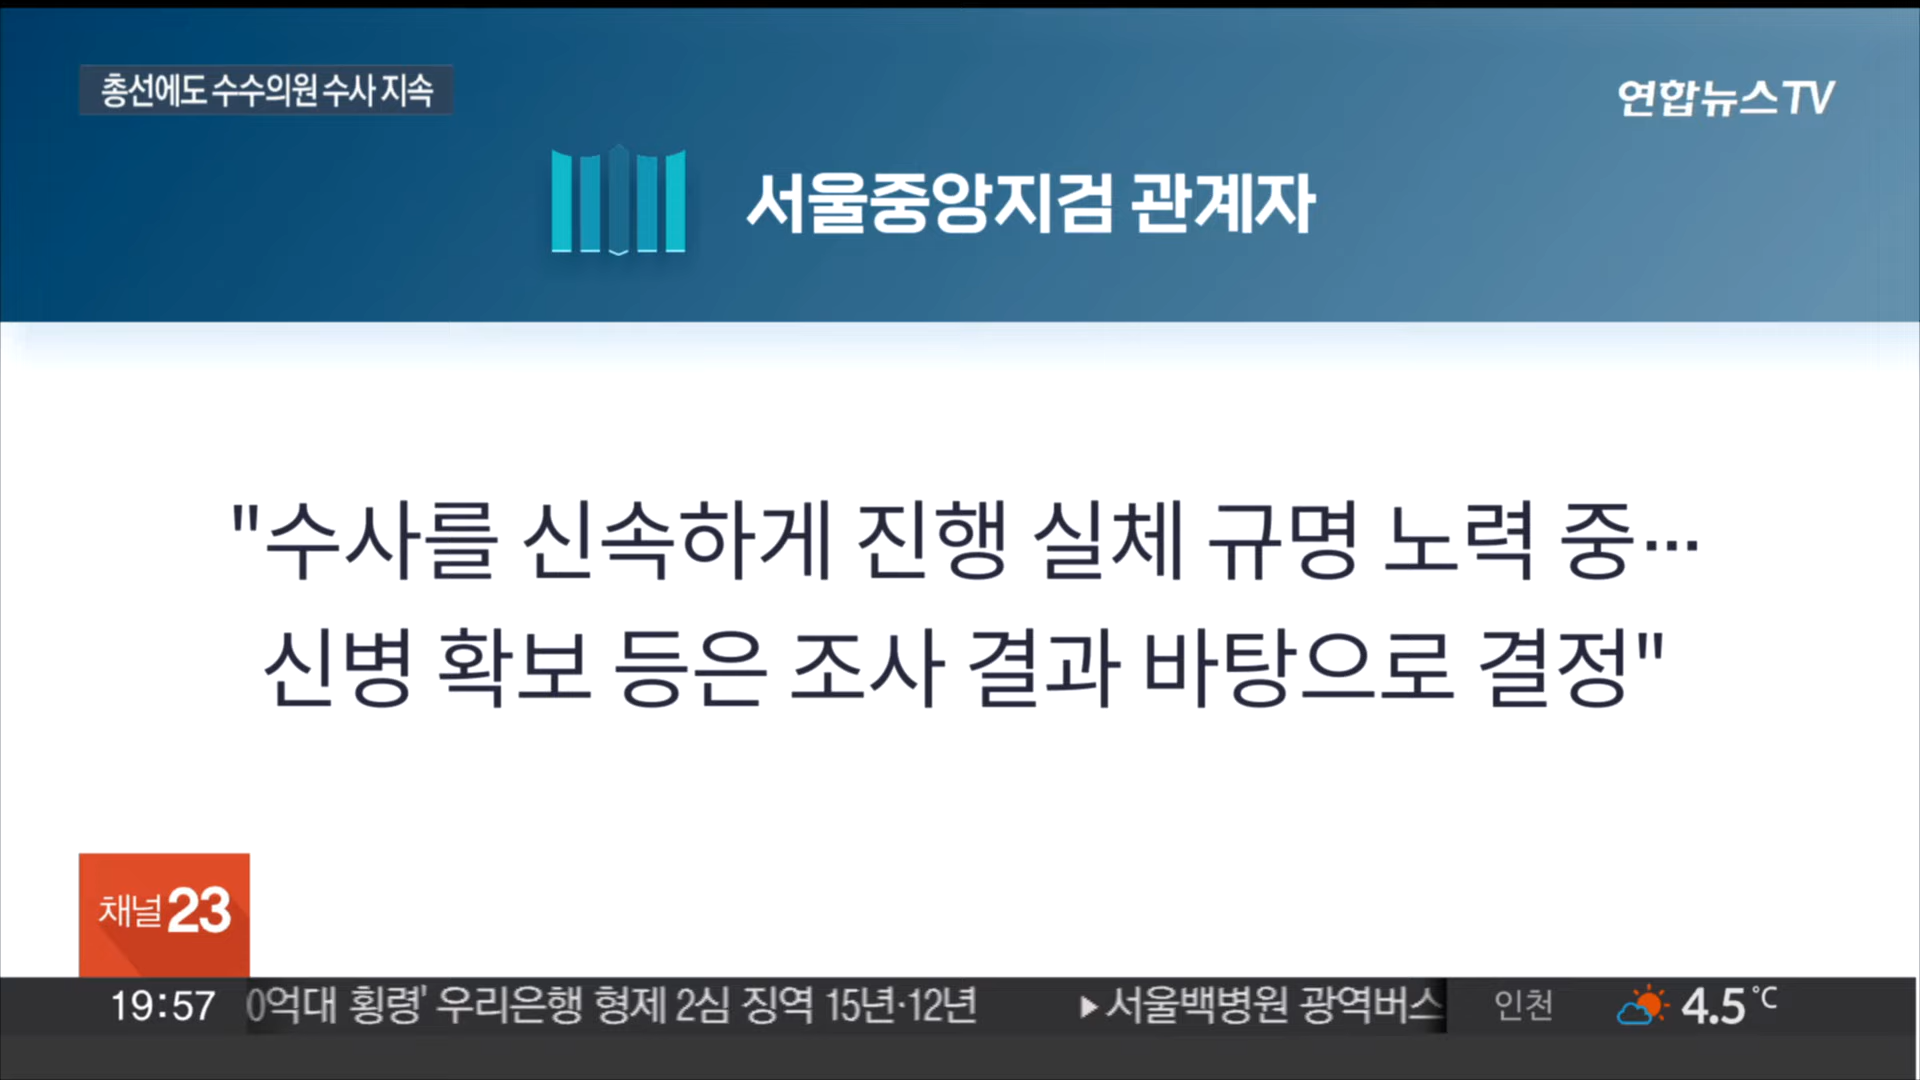 총선에도 수수의원 수사 지속
연합뉴스TV
서울중앙지검 관계자
"수사를 신속하게 진행 실체 규명 노력 중…
신병 확보 등은 조사 결과 바탕으로 결정"
채널 23
19:57 0억대 횡령' 우리은행 형제 2심 징역 15년·12년 ▶서울백병원 광역버스 인천 4.5℃